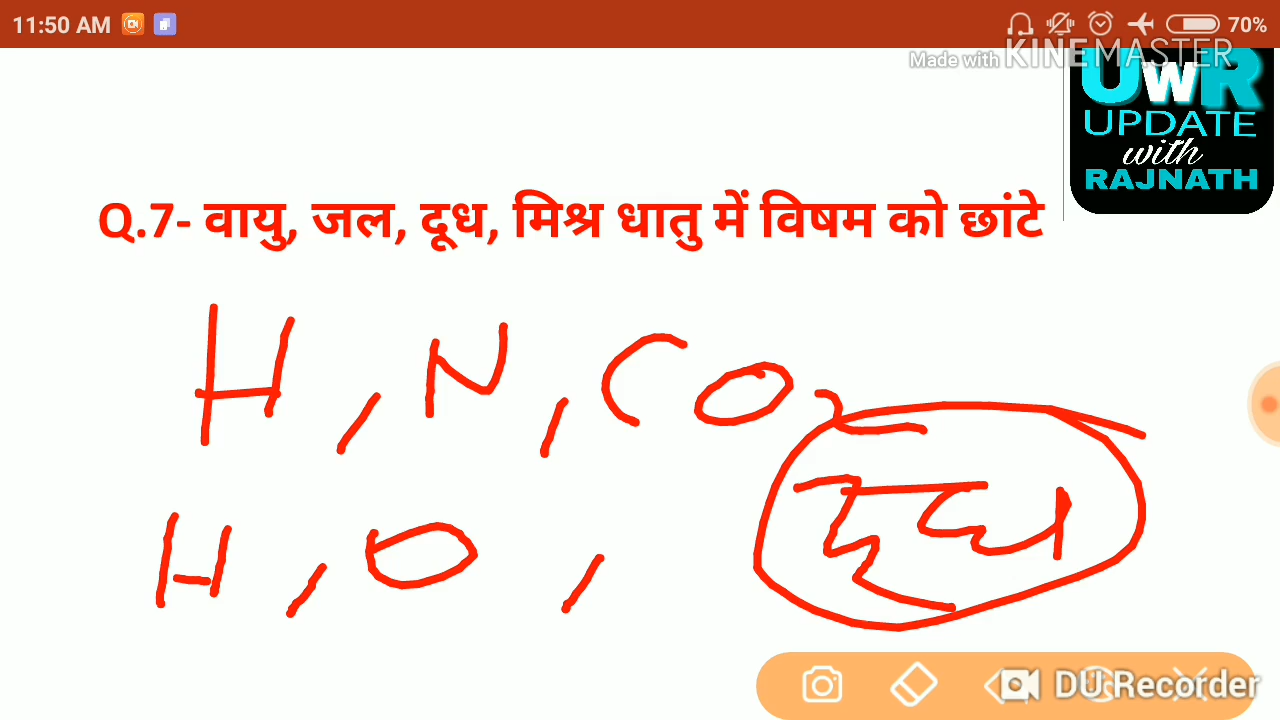 11:50 AM 70%
Made with KINEMASTER
UWR
UPDATE
with
RAJNATH
Q.7- वायु, जल, दूध, मिश्र धातु में विषम को छांटे
H, N, CO2
H, O, दूध
DU Recorder